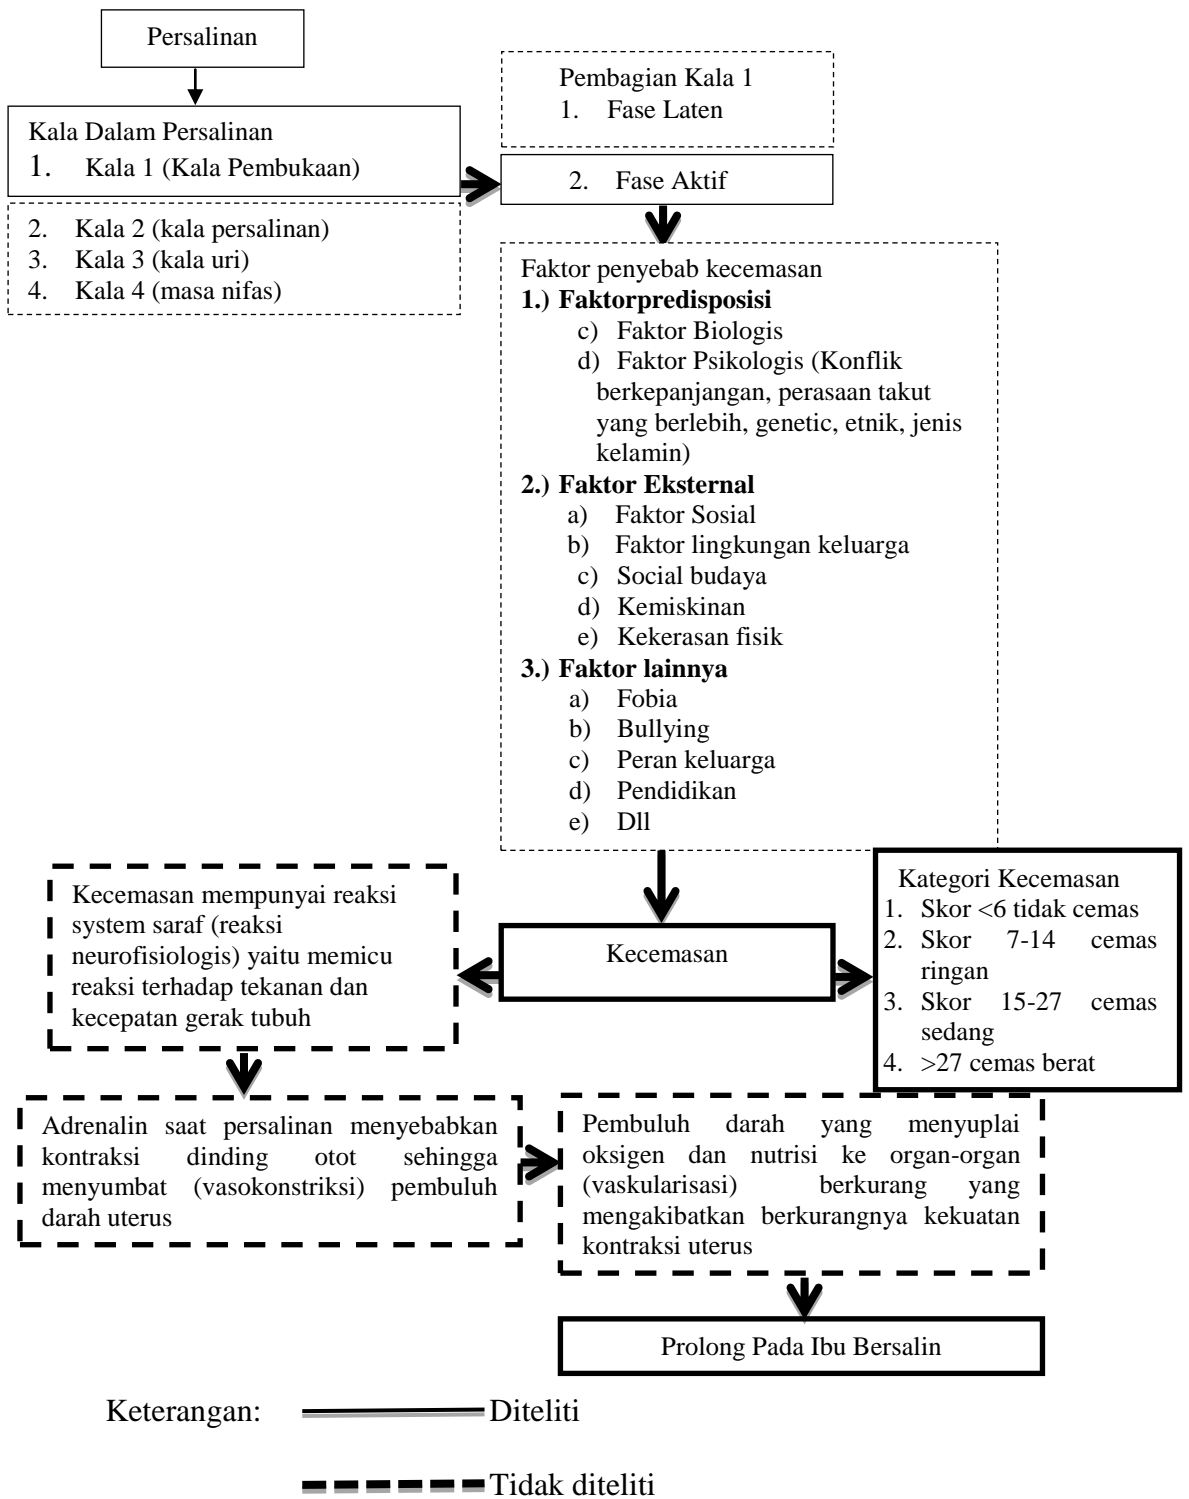 Persalinan
Kala Dalam Persalinan
1. Kala 1 (Kala Pembukaan)
2. Kala 2 (kala persalinan)
3. Kala 3 (kala uri)
4. Kala 4 (masa nifas)
Pembagian Kala 1
1. Fase Laten
2. Fase Aktif
Faktor penyebab kecemasan
1.) Faktorpredisposisi
c) Faktor Biologis
d) Faktor Psikologis (Konflik
berkepanjangan, perasaan takut
yang berlebih, genetic, etnik, jenis
kelamin)
2.) Faktor Eksternal
a) Faktor Sosial
b) Faktor lingkungan keluarga
c) Social budaya
d) Kemiskinan
e) Kekerasan fisik
3.) Faktor lainnya
a) Fobia
b) Bullying
c) Peran keluarga
d) Pendidikan
e) Dll
Kecemasan
Kategori Kecemasan
1. Skor <6 tidak cemas
2. Skor 7-14 cemas
ringan
3. Skor 15-27 cemas
sedang
4. >27 cemas berat
Kecemasan mempunyai reaksi
system saraf (reaksi
neurofisiologis) yaitu memicu
reaksi terhadap tekanan dan
kecepatan gerak tubuh
Adrenalin saat persalinan menyebabkan
kontraksi dinding otot sehingga
menyumbat (vasokonstriksi) pembuluh
darah uterus
Pembuluh darah yang menyuplai
oksigen dan nutrisi ke organ-organ
(vaskularisasi) berkurang yang
mengakibatkan berkurangnya kekuatan
kontraksi uterus
Prolong Pada Ibu Bersalin
Keterangan:
Diteliti
Tidak diteliti